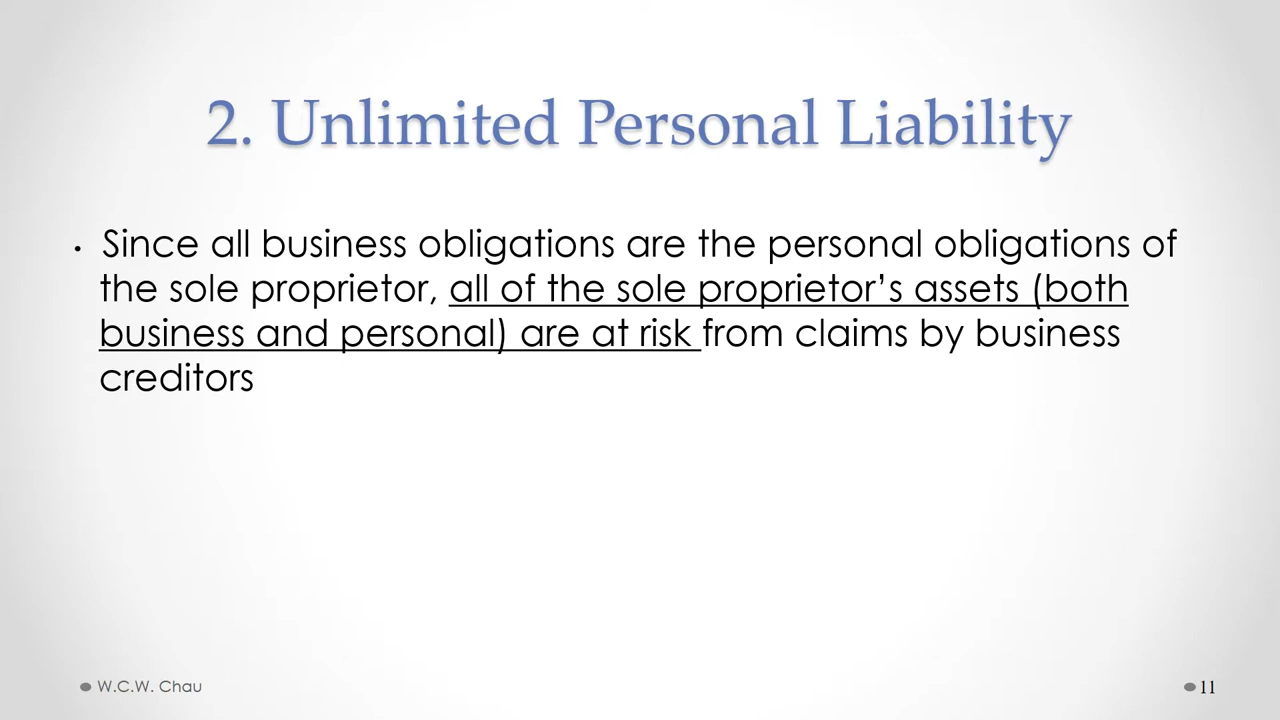 2. Unlimited Personal Liability
• Since all business obligations are the personal obligations of
the sole proprietor, all of the sole proprietor’s assets (both
business and personal) are at risk from claims by business
creditors
W.C.W. Chau
11